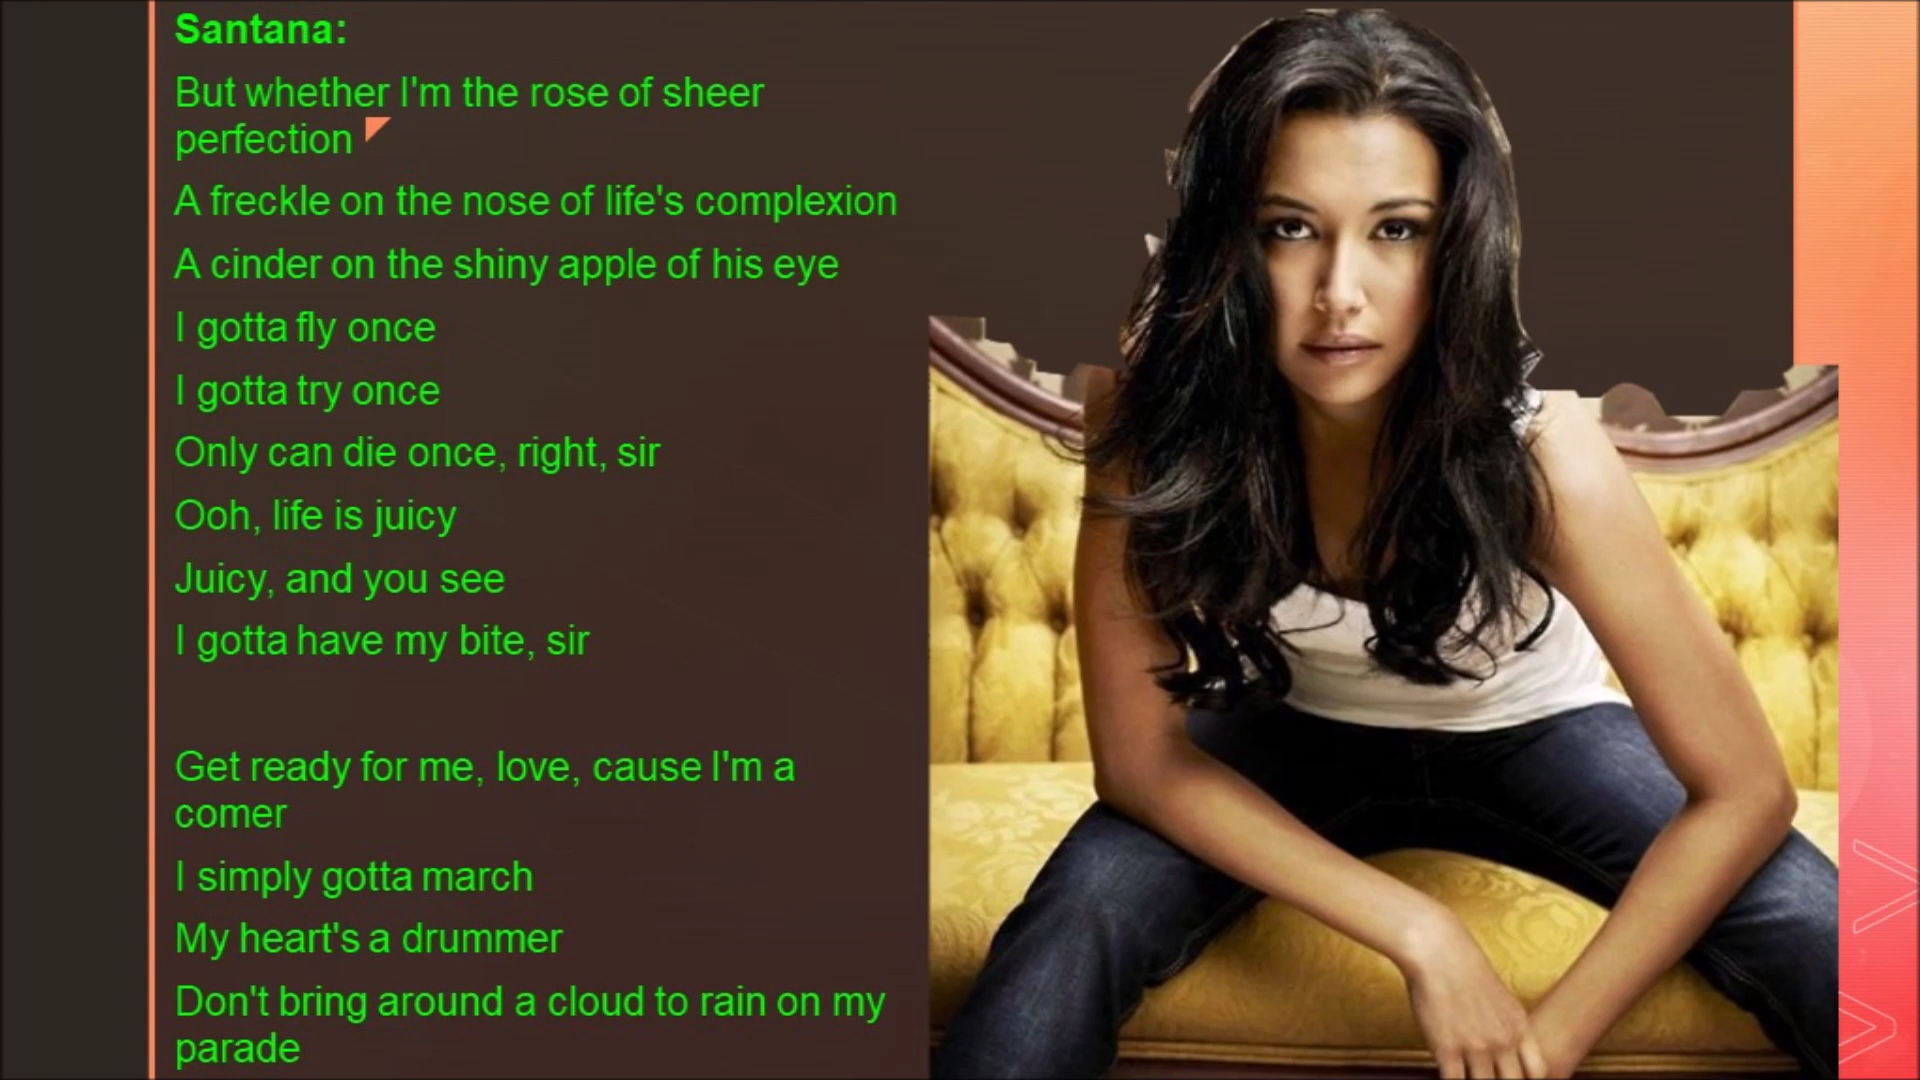 Santana:
But whether I'm the rose of sheer
perfection
A freckle on the nose of life's complexion
A cinder on the shiny apple of his eye
I gotta fly once
I gotta try once
Only can die once, right, sir
Ooh, life is juicy
Juicy, and you see
I gotta have my bite, sir
Get ready for me, love, cause I'm a
comer
I simply gotta march
My heart's a drummer
Don't bring around a cloud to rain on my
parade